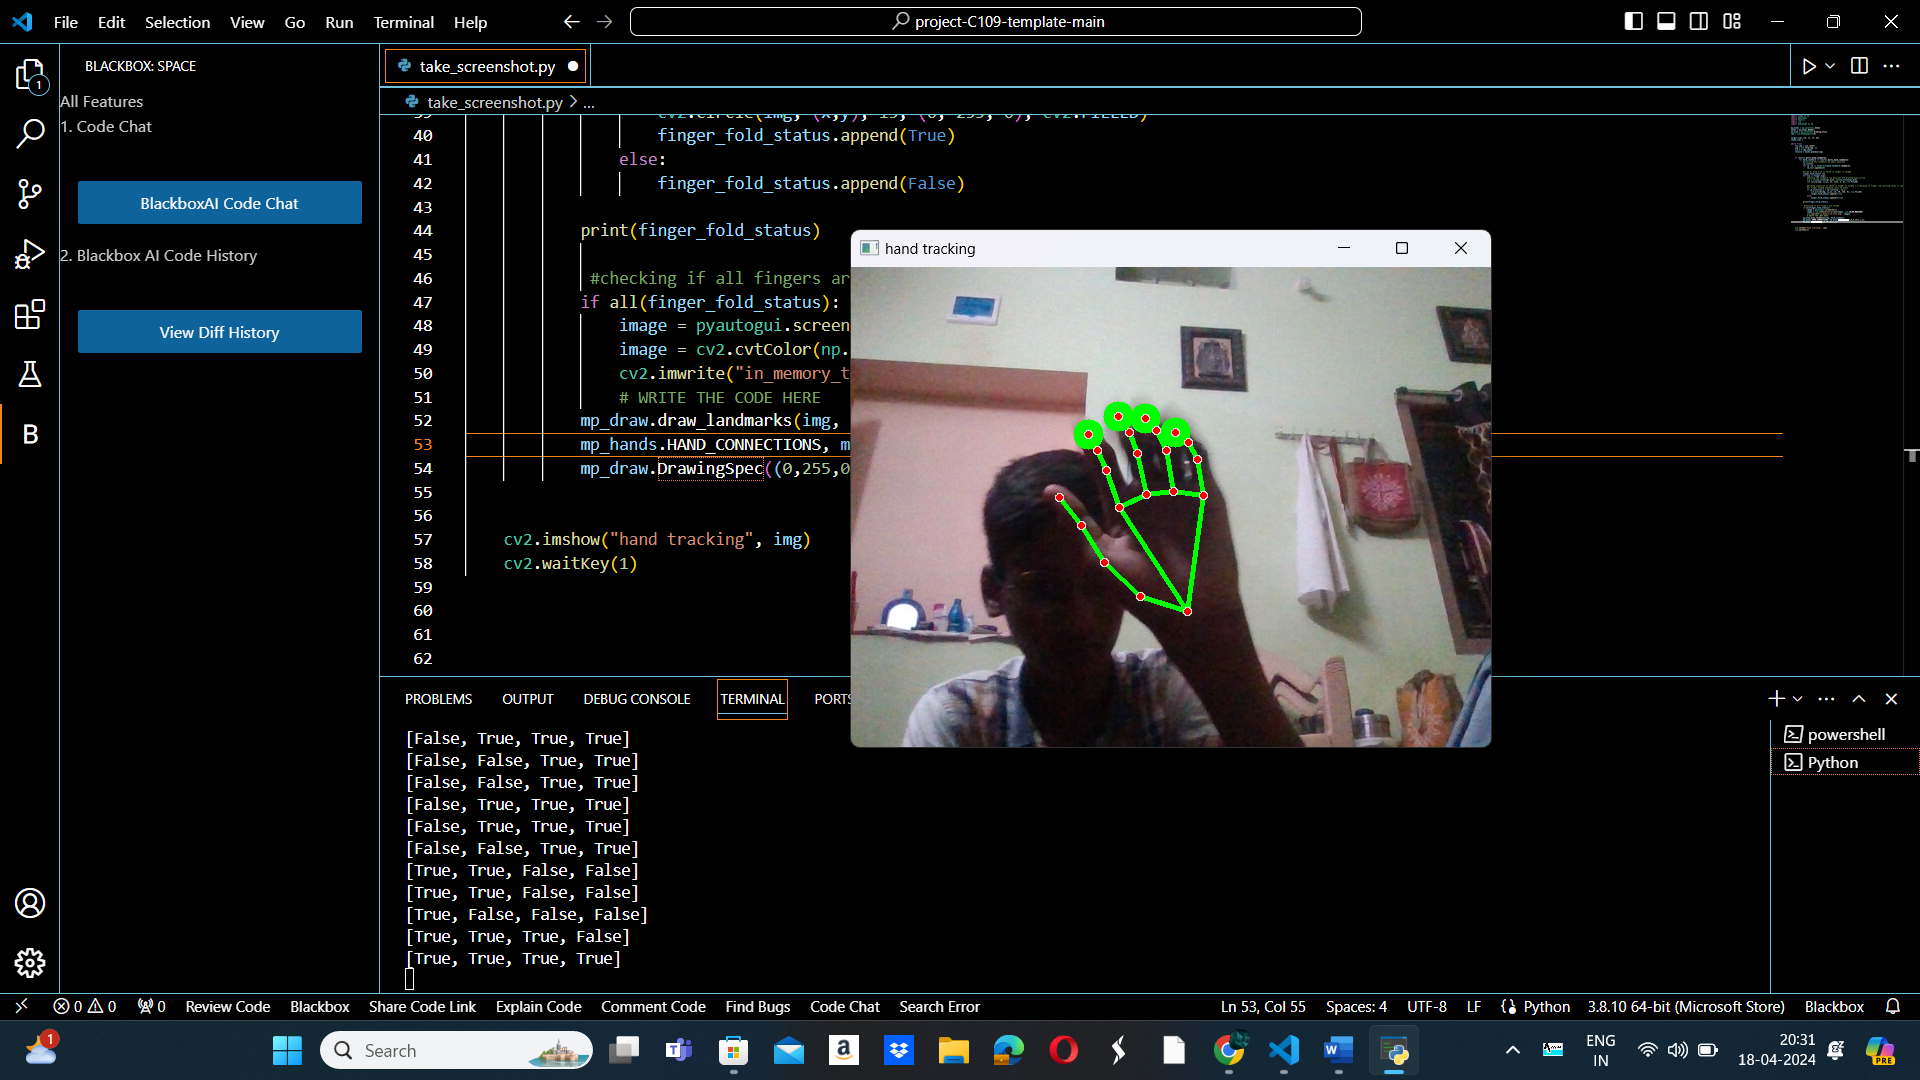 File Edit Selection View Go Run Terminal Help
project-C109-template-main
BLACKBOX: SPACE
All Features
1. Code Chat
BlackboxAI Code Chat
2. Blackbox AI Code History
View Diff History
1
take_screenshot.py
take_screenshot.py > ...
40 finger_fold_status.append(True)
41 else:
42 finger_fold_status.append(False)
43
44 print(finger_fold_status)
45
46 #checking if all fingers ar
47 if all(finger_fold_status):
48 image = pyautogui.screen
49 image = cv2.cvtColor(np.
50 cv2.imwrite("in_memory_t
51 # WRITE THE CODE HERE
52 mp_draw.draw_landmarks(img,
53 mp_hands.HAND_CONNECTIONS, m
54 mp_draw.DrawingSpec((0,255,0
55
56
57 cv2.imshow("hand tracking", img)
58 cv2.waitKey(1)
59
60
61
62
hand tracking
PROBLEMS OUTPUT DEBUG CONSOLE TERMINAL PORTS
[False, True, True, True]
[False, False, True, True]
[False, False, True, True]
[False, True, True, True]
[False, True, True, True]
[False, False, True, True]
[True, True, False, False]
[True, True, False, False]
[True, False, False, False]
[True, True, True, False]
[True, True, True, True]
powershell
Python
B
0 0 0 Review Code Blackbox Share Code Link Explain Code Comment Code Find Bugs Code Chat Search Error
Ln 53, Col 55 Spaces: 4 UTF-8 LF Python 3.8.10 64-bit (Microsoft Store) Blackbox
1
Search
ENG
IN
20:31
18-04-2024
PRE